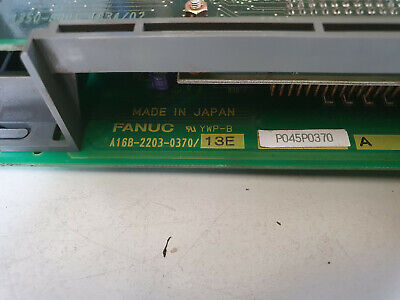 MADE IN JAPAN
FANUC YWP-B
A16B-2203-0370/13E P045P0370 A